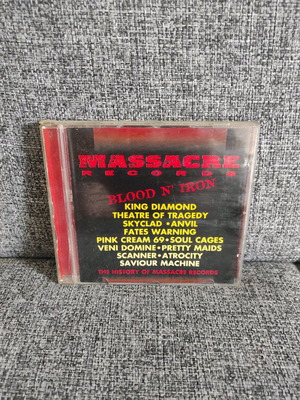 MASSACRE
RECORDS
BLOOD N' IRON
KING DIAMOND
THEATRE OF TRAGEDY
SKYCLAD • ANVIL
FATES WARNING
PINK CREAM 69 • SOUL CAGES
VENI DOMINE • PRETTY MAIDS
SCANNER • ATROCITY
SAVIOUR MACHINE
THE HISTORY OF MASSACRE RECORDS